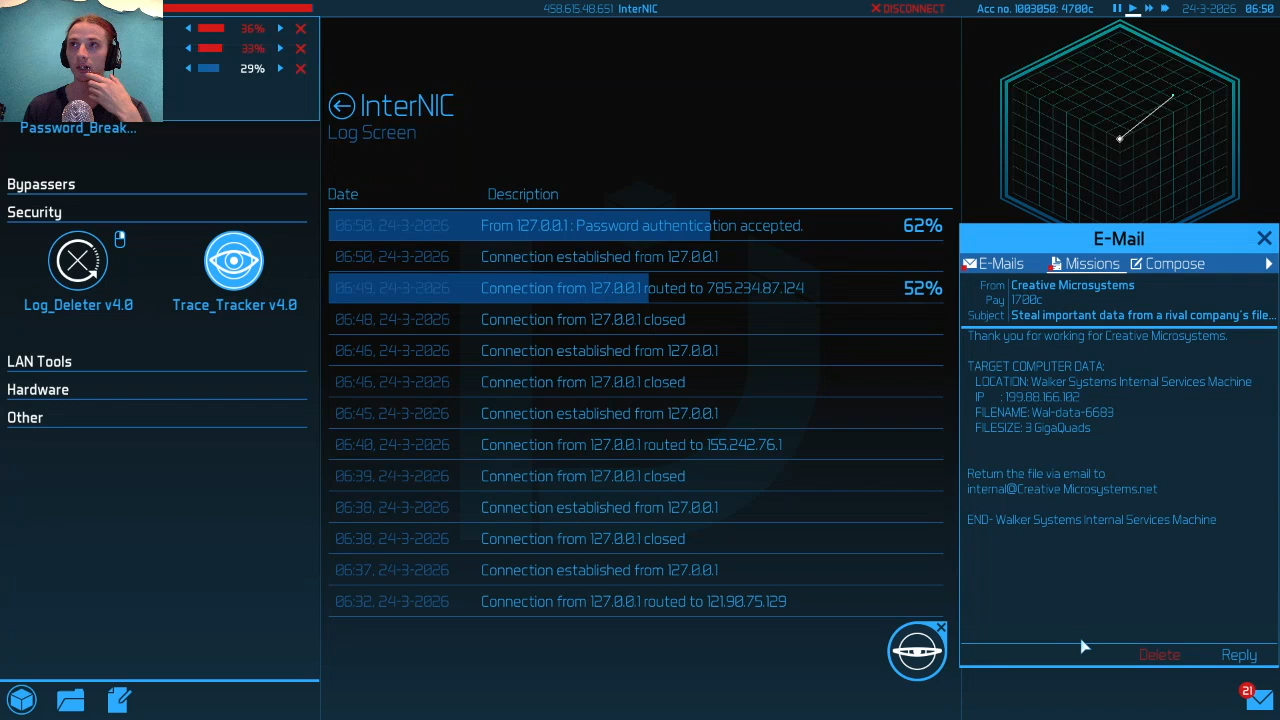 458.615.48.651 InterNIC
DISCONNECT
Acc no. 1003050: 4700c
24-3-2026 06:50
36%
33%
29%
Password_Break...
Bypassers
Security
Log_Deleter v4.0
Trace_Tracker v4.0
LAN Tools
Hardware
Other
InterNIC
Log Screen
Date Description
06:50, 24-3-2026 From 127.0.0.1 : Password authentication accepted. 62%
06:50, 24-3-2026 Connection established from 127.0.0.1
06:49, 24-3-2026 Connection from 127.0.0.1 routed to 785.234.87.124 52%
06:48, 24-3-2026 Connection from 127.0.0.1 closed
06:46, 24-3-2026 Connection established from 127.0.0.1
06:46, 24-3-2026 Connection from 127.0.0.1 closed
06:45, 24-3-2026 Connection established from 127.0.0.1
06:40, 24-3-2026 Connection from 127.0.0.1 routed to 155.242.76.1
06:39, 24-3-2026 Connection from 127.0.0.1 closed
06:38, 24-3-2026 Connection established from 127.0.0.1
06:38, 24-3-2026 Connection from 127.0.0.1 closed
06:37, 24-3-2026 Connection established from 127.0.0.1
06:32, 24-3-2026 Connection from 127.0.0.1 routed to 121.90.75.129
E-Mail
E-Mails Missions Compose
From Creative Microsystems
Pay 1700c
Subject Steal important data from a rival company's file...
Thank you for working for Creative Microsystems.
TARGET COMPUTER DATA:
LOCATION: Walker Systems Internal Services Machine
IP : 199.88.166.102
FILENAME: Wal-data-6683
FILESIZE: 3 GigaQuads
Return the file via email to
internal@Creative Microsystems.net
END- Walker Systems Internal Services Machine
Delete Reply
21